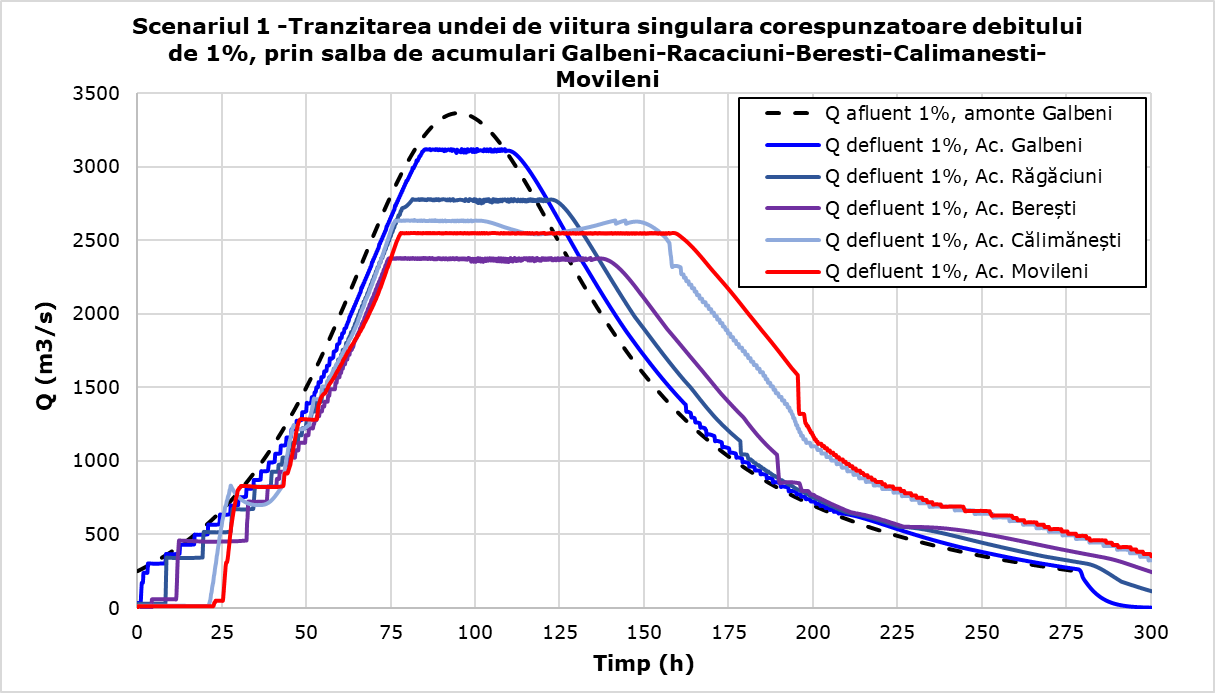 Scenariul 1 -Tranzitarea undei de viitura singulara corespunzatoare debitului
de 1%, prin salba de acumulari Galbeni-Racaciuni-Beresti-Calimanesti-
Movileni
3500
3000
2500
2000
1500
1000
500
0
Q (m3/s)
Q afluent 1%, amonte Galbeni
Q defluent 1%, Ac. Galbeni
Q defluent 1%, Ac. Răgăciuni
Q defluent 1%, Ac. Berești
Q defluent 1%, Ac. Călimănești
Q defluent 1%, Ac. Movileni
0 25 50 75 100 125 150 175 200 225 250 275 300
Timp (h)